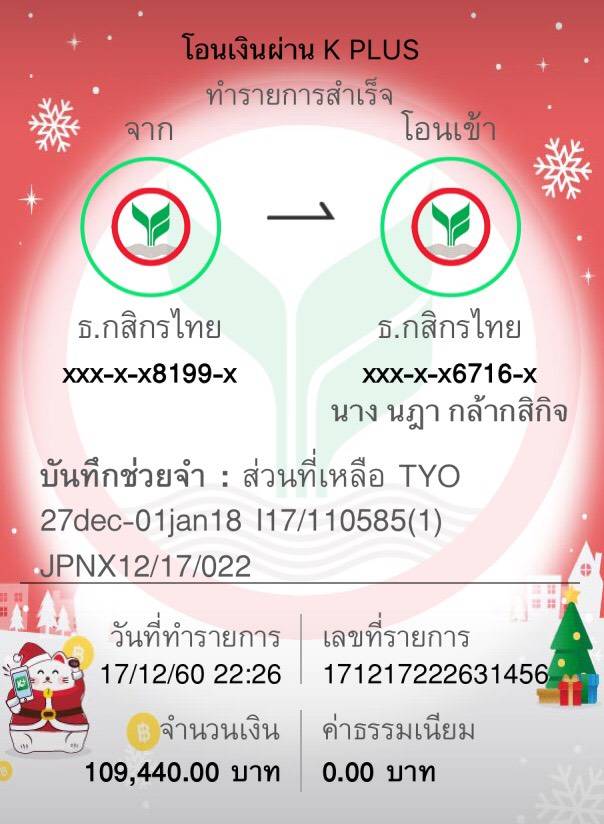 โอนเงินผ่าน K PLUS
ทำรายการสำเร็จ
จาก
โอนเข้า
ธ.กสิกรไทย
ธ.กสิกรไทย
xxx-x-x8199-x
xxx-x-x6716-x
นาง นฎา กล้ากสิกิจ
บันทึกช่วยจำ : ส่วนที่เหลือ TYO
27dec-01jan18 I17/110585(1)
JPNX12/17/022
วันที่ทำรายการ
เลขที่รายการ
17/12/60 22:26
171217222631456
จำนวนเงิน
ค่าธรรมเนียม
109,440.00 บาท
0.00 บาท